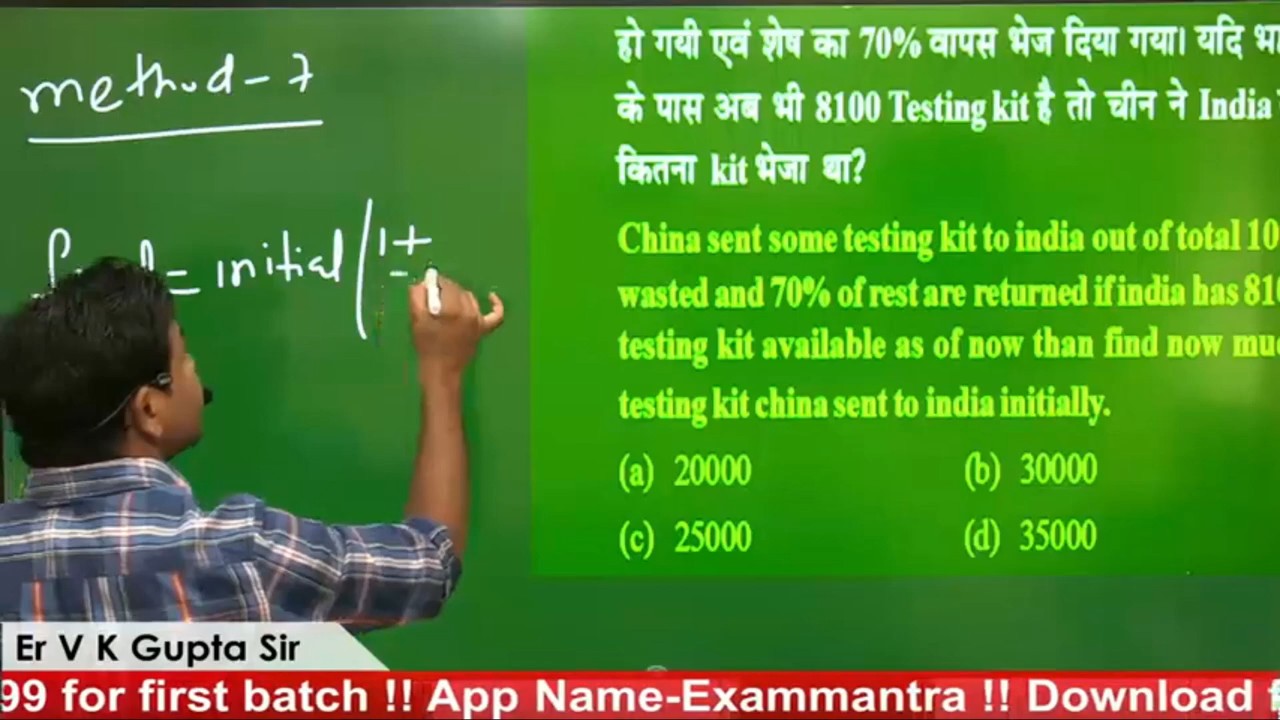 method-7
= initial (1+
हो गयी एवं शेष का 70% वापस भेज दिया गया। यदि
के पास अब भी 8100 Testing kit है तो चीन ने India
कितना kit भेजा था?
China sent some testing kit to india out of total 10
wasted and 70% of rest are returned if india has 810
testing kit available as of now than find now
testing kit china sent to india initially.
(a) 20000
(b) 30000
(c) 25000
(d) 35000
Er V K Gupta Sir
99 for first batch !! App Name-Exammantra !! Download